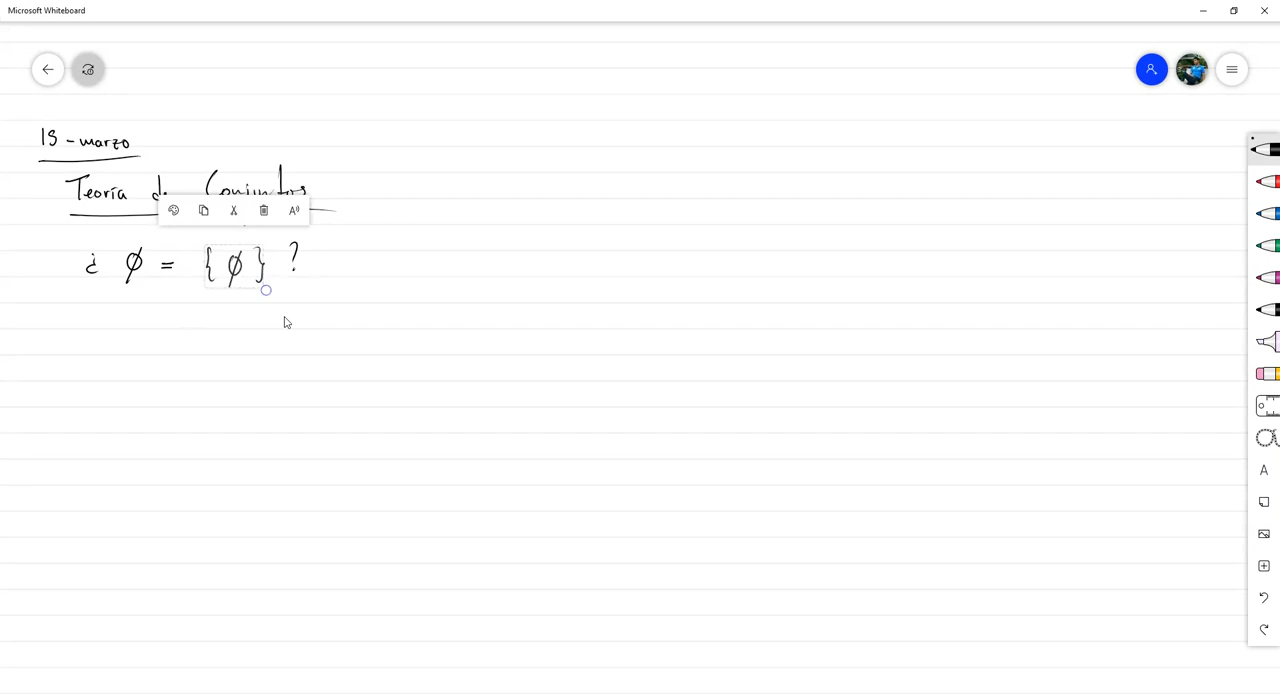 Microsoft Whiteboard
15 - marzo
Teoría de Conjuntos
¿ ϕ = { ϕ } ?
A